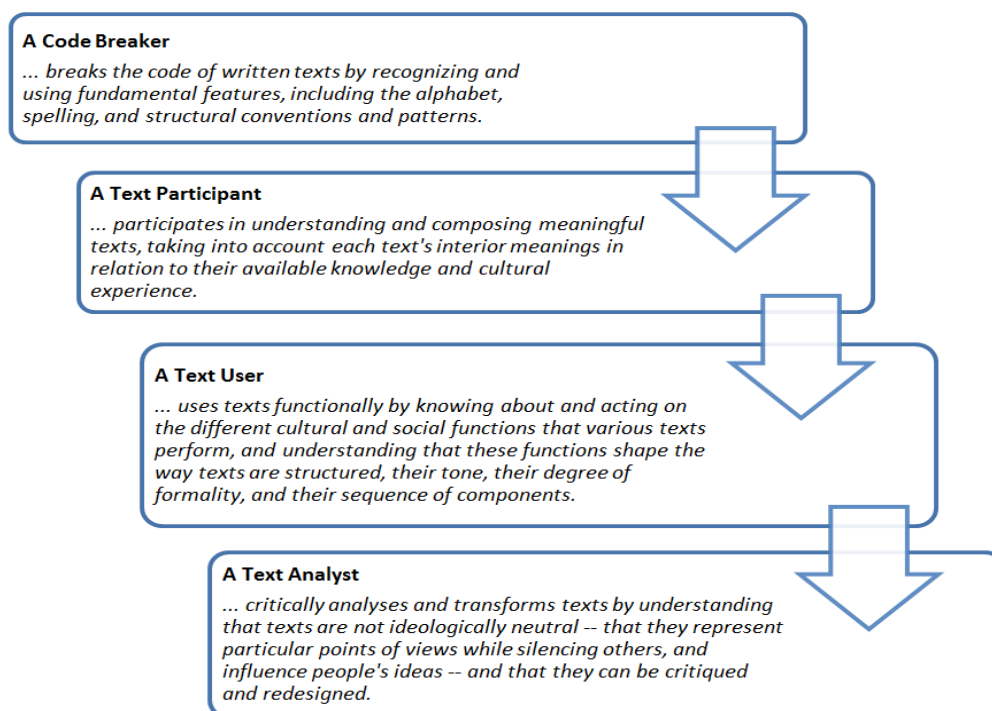 A Code Breaker
... breaks the code of written texts by recognizing and
using fundamental features, including the alphabet,
spelling, and structural conventions and patterns.
A Text Participant
... participates in understanding and composing meaningful
texts, taking into account each text's interior meanings in
relation to their available knowledge and cultural
experience.
A Text User
... uses texts functionally by knowing about and acting on
the different cultural and social functions that various texts
perform, and understanding that these functions shape the
way texts are structured, their tone, their degree of
formality, and their sequence of components.
A Text Analyst
... critically analyses and transforms texts by understanding
that texts are not ideologically neutral -- that they represent
particular points of views while silencing others, and
influence people's ideas -- and that they can be critiqued
and redesigned.